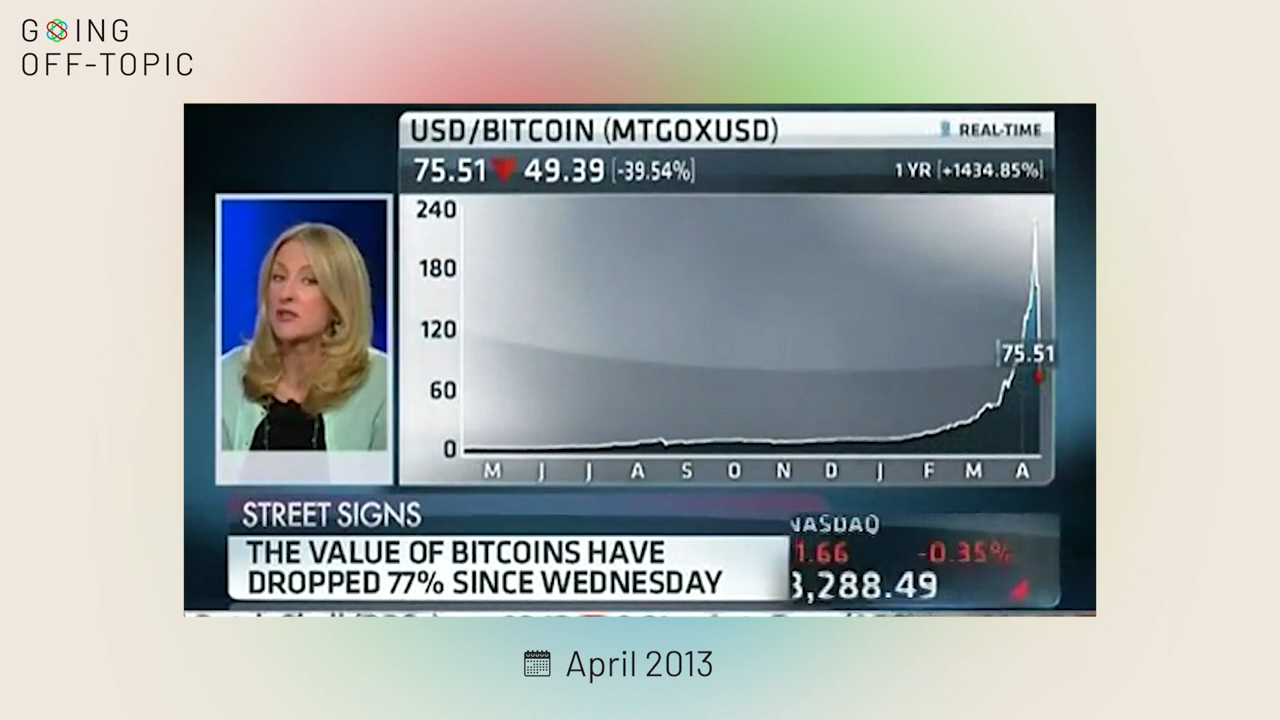 GOING
OFF-TOPIC
USD/BITCOIN (MTGOXUSD)
REAL-TIME
75.51 49.39 [-39.54%]
1 YR [+1434.85%]
240
180
120
60
0
75.51
M J J A S O N D J F M A
STREET SIGNS
THE VALUE OF BITCOINS HAVE
DROPPED 77% SINCE WEDNESDAY
NASDAQ
1.66 -0.35%
3,288.49
April 2013